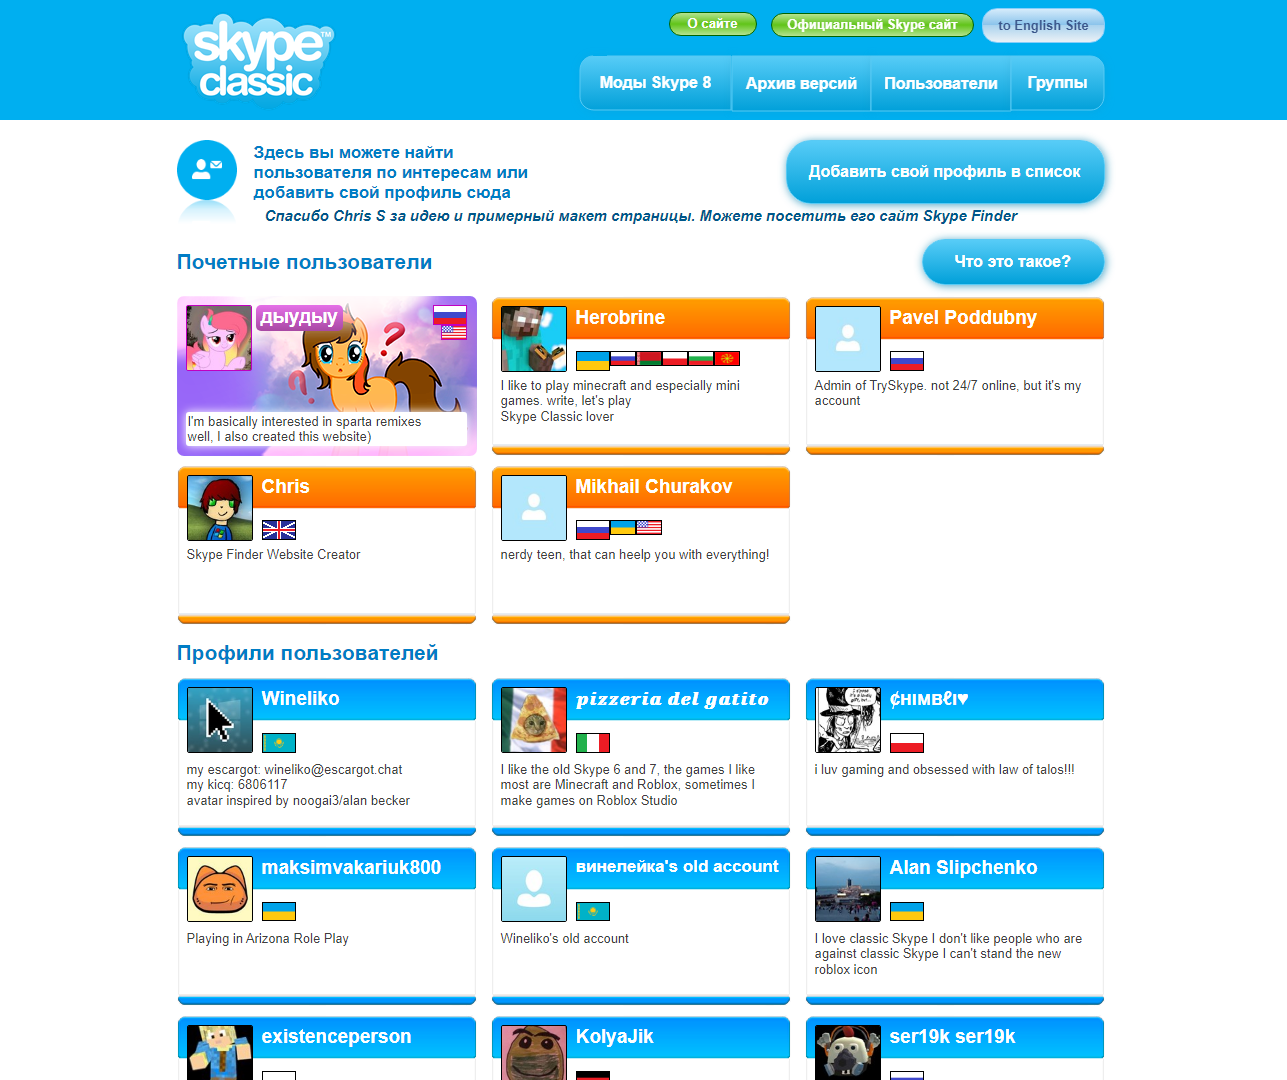 skype™
classic
О сайте
Официальный Skype сайт
to English Site
Моды Skype 8
Архив версий
Пользователи
Группы
Здесь вы можете найти
пользователя по интересам или
добавить свой профиль сюда
Добавить свой профиль в список
Спасибо Chris S за идею и примерный макет страницы. Можете посетить его сайт Skype Finder
Почетные пользователи
Что это такое?
дыудыу
I'm basically interested in sparta remixes
well, I also created this website)
Herobrine
I like to play minecraft and especially mini
games. write, let's play
Skype Classic lover
Pavel Poddubny
Admin of TrySkype. not 24/7 online, but it's my
account
Chris
Skype Finder Website Creator
Mikhail Churakov
nerdy teen, that can heelp you with everything!
Профили пользователей
Wineliko
my escargot: wineliko@escargot.chat
my kicq: 6806117
avatar inspired by noogai3/alan becker
pizzeria del gatito
I like the old Skype 6 and 7, the games I like
most are Minecraft and Roblox, sometimes I
make games on Roblox Studio
¢нιмвℓι♥
i luv gaming and obsessed with law of talos!!!
maksimvakariuk800
Playing in Arizona Role Play
винелейка's old account
Wineliko's old account
Alan Slipchenko
I love classic Skype I don't like people who are
against classic Skype I can't stand the new
roblox icon
existenceperson
KolyaJik
ser19k ser19k